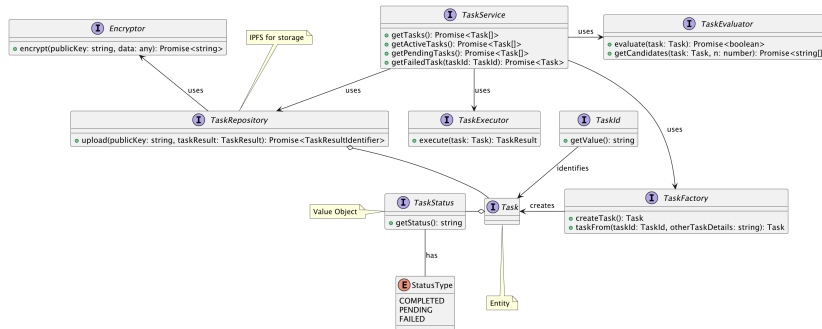 Encryptor
encrypt(publicKey: string, data: any): Promise<string>
IPFS for storage
TaskService
getTasks(): Promise<Task[]>
getActiveTasks(): Promise<Task[]>
getPendingTasks(): Promise<Task[]>
getFailedTask(taskId: TaskId): Promise<Task>
uses
TaskEvaluator
evaluate(task: Task): Promise<boolean>
getCandidates(task: Task, n: number): Promise<string[]
uses
uses
uses
uses
TaskRepository
upload(publicKey: string, taskResult: TaskResult): Promise<TaskResultIdentifier>
TaskExecutor
execute(task: Task): TaskResult
TaskId
getValue(): string
identifies
Value Object
TaskStatus
getStatus(): string
Task
creates
TaskFactory
createTask(): Task
taskFrom(taskId: TaskId, otherTaskDetails: string): Task
has
StatusType
COMPLETED
PENDING
FAILED
Entity